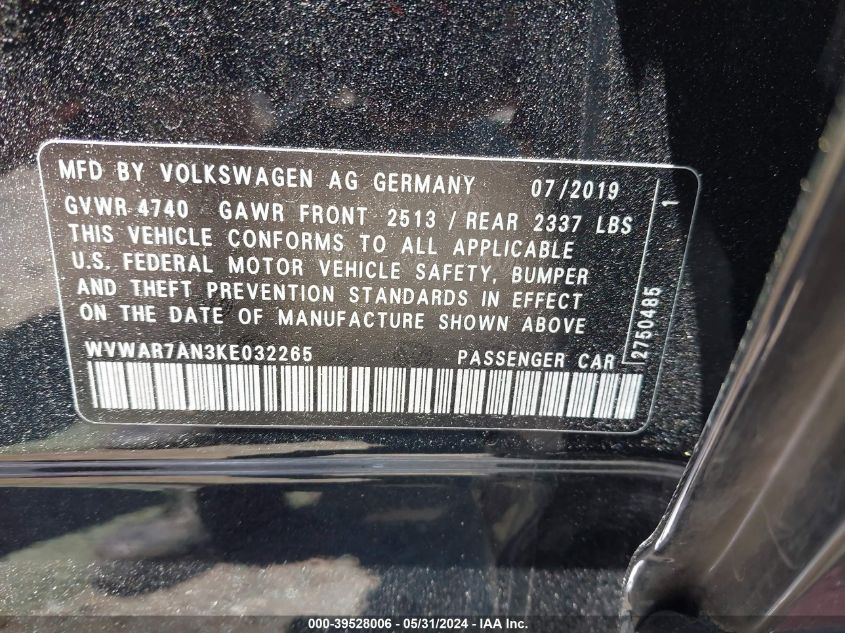 MFD BY VOLKSWAGEN AG GERMANY 07/2019
GVWR 4740 GAWR FRONT 2513 / REAR 2337 LBS
THIS VEHICLE CONFORMS TO ALL APPLICABLE
U.S. FEDERAL MOTOR VEHICLE SAFETY, BUMPER
AND THEFT PREVENTION STANDARDS IN EFFECT
ON THE DATE OF MANUFACTURE SHOWN ABOVE
WVWAR7AN3KE032265 PASSENGER CAR
2750485 1
000-39528006 - 05/31/2024 - IAA Inc.